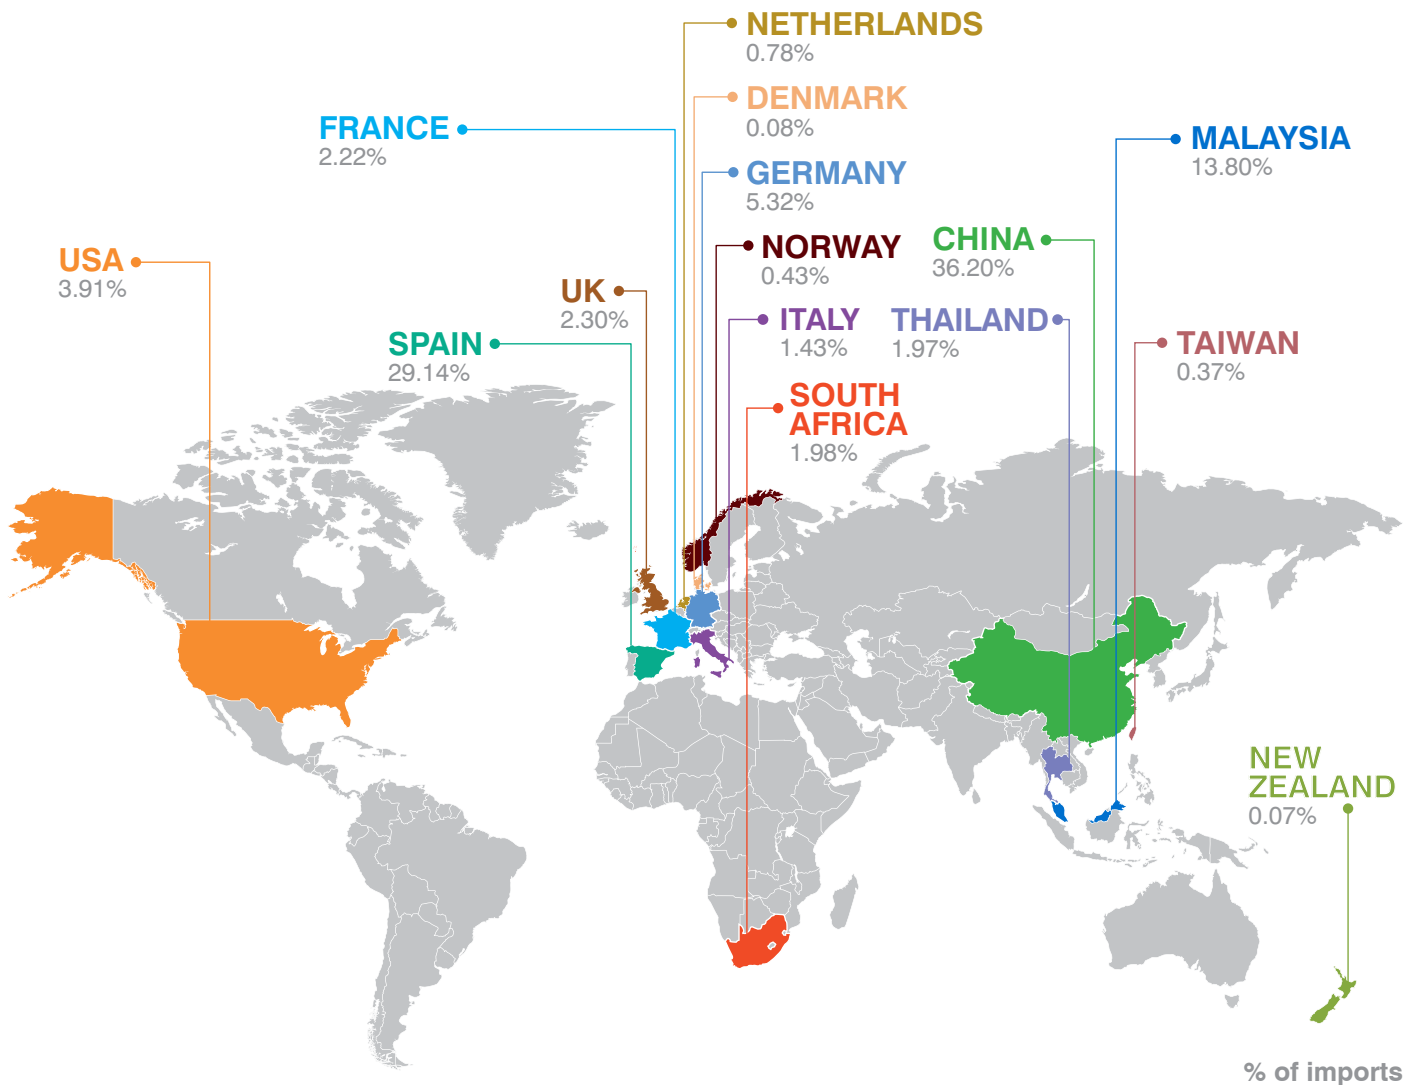 NETHERLANDS
0.78%
DENMARK
0.08%
FRANCE
2.22%
MALAYSIA
13.80%
GERMANY
5.32%
NORWAY
0.43%
CHINA
36.20%
USA
3.91%
UK
2.30%
ITALY
1.43%
THAILAND
1.97%
SPAIN
29.14%
TAIWAN
0.37%
SOUTH
AFRICA
1.98%
NEW
ZEALAND
0.07%
% of imports